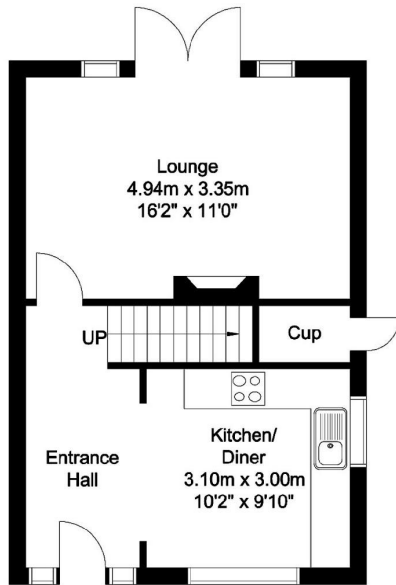 Lounge
4.94m x 3.35m
16'2" x 11'0"
UP
Cup
Kitchen/
Diner
3.10m x 3.00m
10'2" x 9'10"
Entrance
Hall